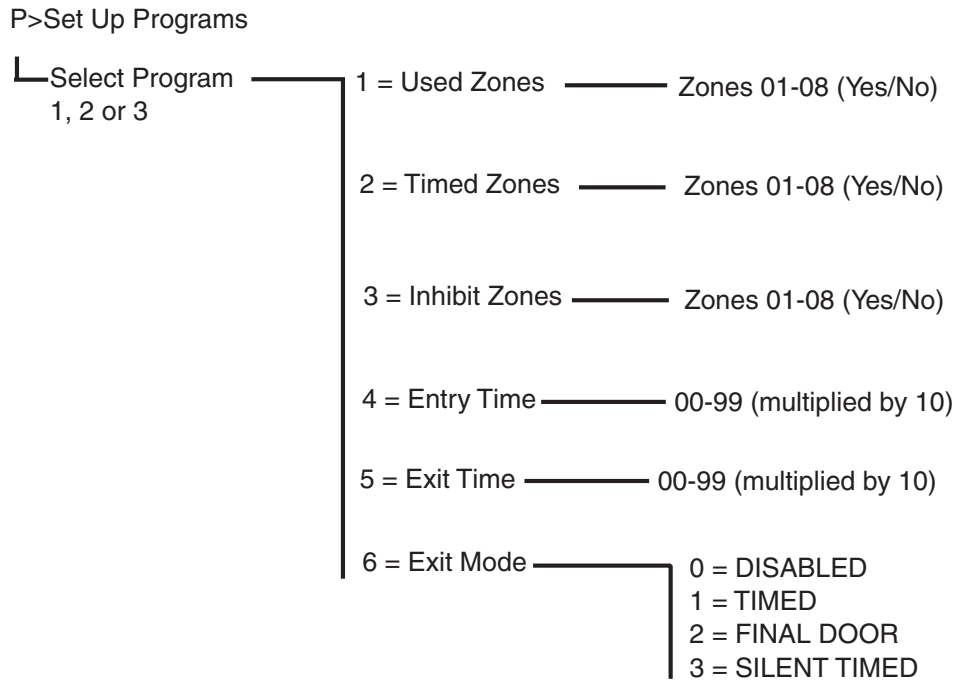 P>Set Up Programs
Select Program
1, 2 or 3
1 = Used Zones
Zones 01-08 (Yes/No)
2 = Timed Zones
Zones 01-08 (Yes/No)
3 = Inhibit Zones
Zones 01-08 (Yes/No)
4 = Entry Time
00-99 (multiplied by 10)
5 = Exit Time
00-99 (multiplied by 10)
6 = Exit Mode
0 = DISABLED
1 = TIMED
2 = FINAL DOOR
3 = SILENT TIMED